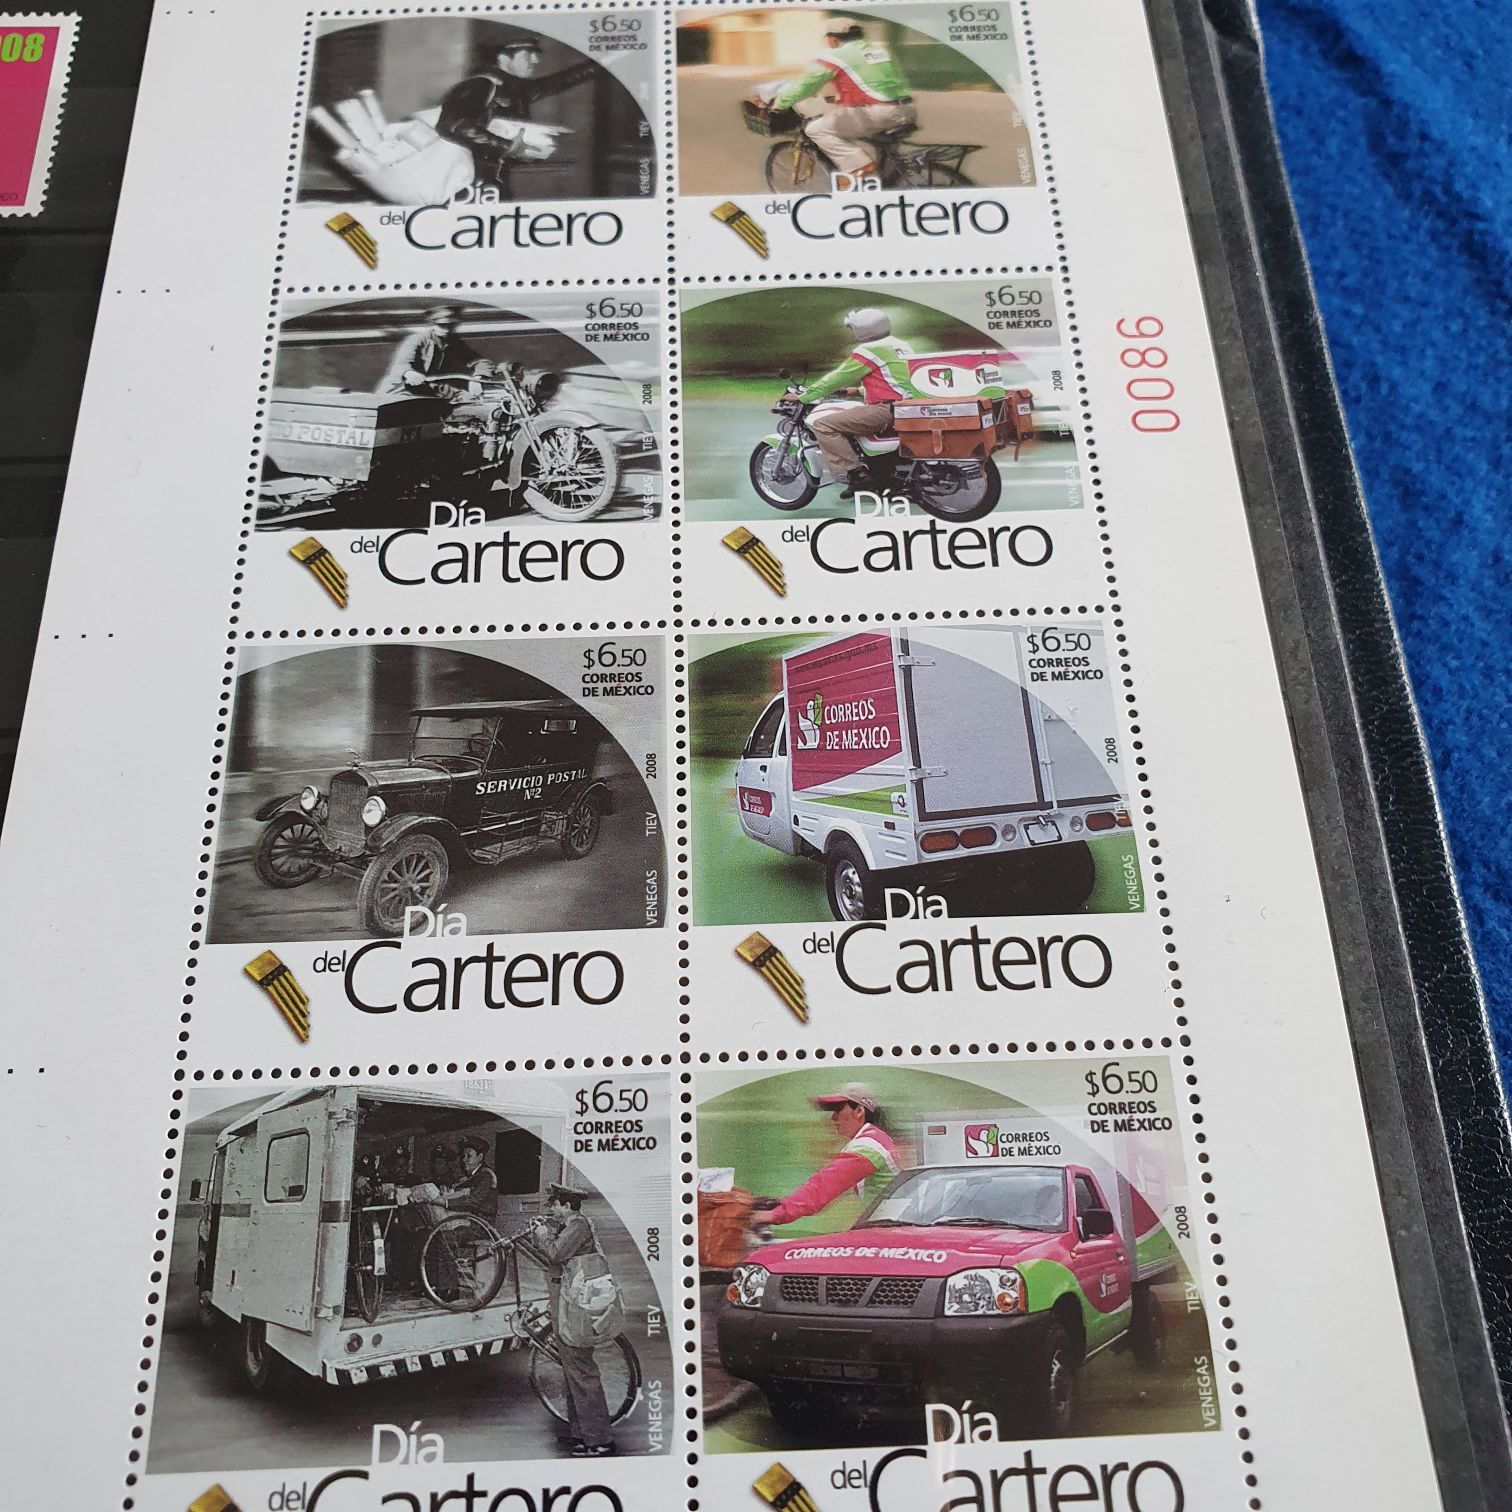 008
$6.50
CORREOS
DE MÉXICO
TIEV
VENEGAS
Día
del Cartero
$6.50
CORREOS
DE MÉXICO
TIEV
VENEGAS
Día
del Cartero
$6.50
CORREOS
DE MÉXICO
2008
TIEV
VENEGAS
O POSTAL
Día
del Cartero
$6.50
CORREOS
DE MÉXICO
2008
TIEV
VENEGAS
Día
del Cartero
0086
$6.50
CORREOS
DE MÉXICO
2008
TIEV
VENEGAS
SERVICIO POSTAL
Nº2
Día
del Cartero
$6.50
CORREOS
DE MÉXICO
2008
VENEGAS
CORREOS
DE MÉXICO
Día
del Cartero
$6.50
CORREOS
DE MÉXICO
2008
TIEV
VENEGAS
Día
del Cartero
$6.50
CORREOS
DE MÉXICO
2008
TIEV
VENEGAS
CORREOS
DE MÉXICO
CORREOS DE MÉXICO
Día
del Cartero